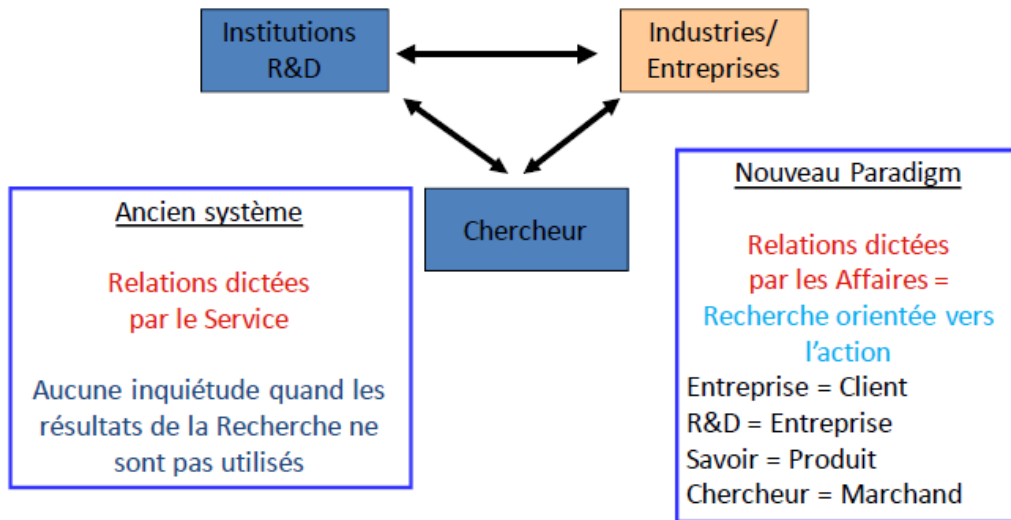 Institutions
R&D
Industries/
Entreprises
Chercheur
Ancien système
Relations dictées
par le Service
Aucune inquiétude quand les
résultats de la Recherche ne
sont pas utilisés
Nouveau Paradigm
Relations dictées
par les Affaires =
Recherche orientée vers
l'action
Entreprise = Client
R&D = Entreprise
Savoir = Produit
Chercheur = Marchand